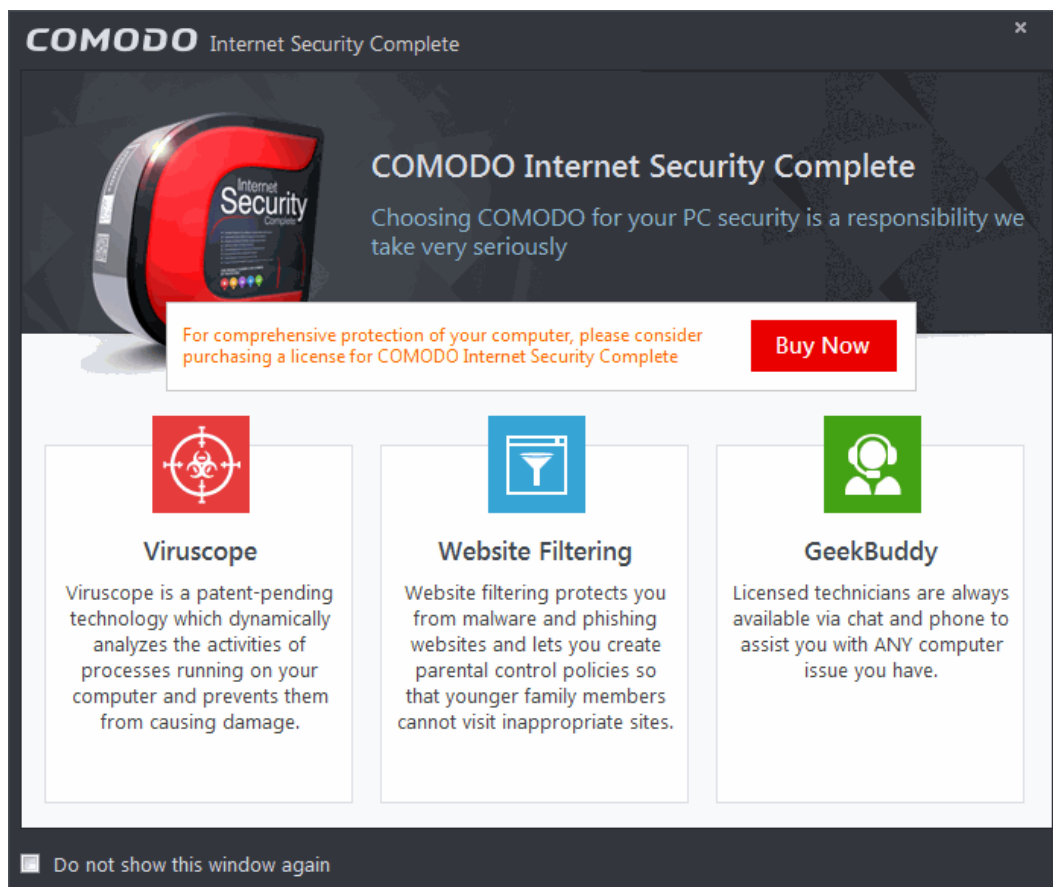 COMODO Internet Security Complete
COMODO Internet Security Complete
Choosing COMODO for your PC security is a responsibility we
take very seriously
Internet
Security
Complete
For comprehensive protection of your computer, please consider
purchasing a license for COMODO Internet Security Complete
Buy Now
Viruscope
Viruscope is a patent-pending
technology which dynamically
analyzes the activities of
processes running on your
computer and prevents them
from causing damage.
Website Filtering
Website filtering protects you
from malware and phishing
websites and lets you create
parental control policies so
that younger family members
cannot visit inappropriate sites.
GeekBuddy
Licensed technicians are always
available via chat and phone to
assist you with ANY computer
issue you have.
Do not show this window again